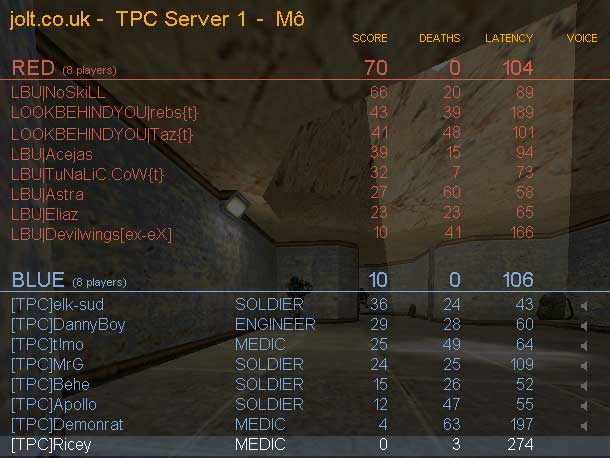 jolt.co.uk - TPC Server 1 - Mô
SCORE DEATHS LATENCY VOICE
RED (8 players) 70 0 104
LBU|NoSkiLL 66 20 89
LOOKBEHINDYOU|rebs{t} 43 39 189
LOOKBEHINDYOU|Taz{t} 41 48 101
LBU|Acejas 39 15 94
LBU|TuNaLiC.CoW{t} 32 7 73
LBU|Astra 27 60 58
LBU|Eliaz 23 23 65
LBU|Devilwings[ex-eX] 10 41 166
BLUE (8 players) 10 0 106
[TPC]elk-sud SOLDIER 36 24 43
[TPC]DannyBoy ENGINEER 29 28 60
[TPC]t!mo MEDIC 25 49 64
[TPC]MrG SOLDIER 24 25 109
[TPC]Behe SOLDIER 15 26 52
[TPC]Apollo SOLDIER 12 47 55
[TPC]Demonrat MEDIC 4 63 197
[TPC]Ricey MEDIC 0 3 274